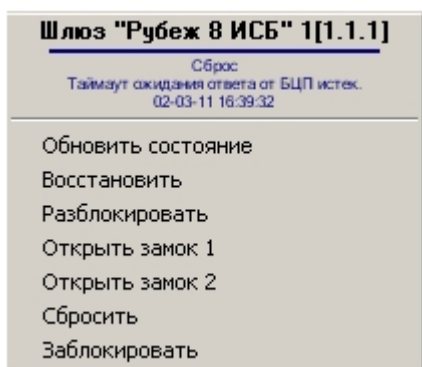 Шлюз "Рубеж 8 ИСБ" 1[1.1.1]
Сброс
Таймаут ожидания ответа от БЦП истек.
02-03-11 16:39:32
Обновить состояние
Восстановить
Разблокировать
Открыть замок 1
Открыть замок 2
Сбросить
Заблокировать